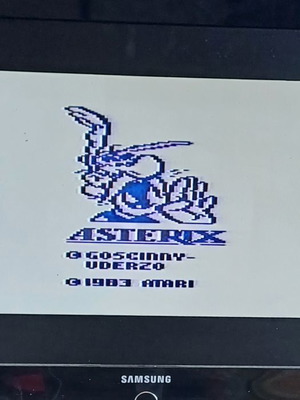 ASTERIX
© GOSCINNY-
UDERZO
© 1983 ATARI
SAMSUNG